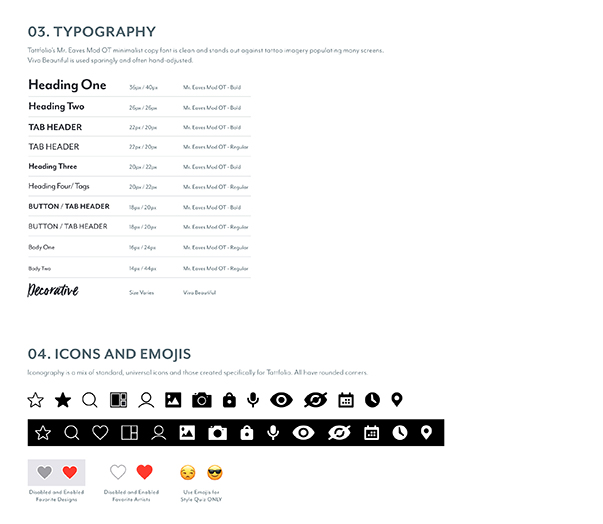 03. TYPOGRAPHY
Tattfolio's Mr. Eaves Mod OT minimalist copy font is clean and stands out against tattoo imagery populating many screens.
Viva Beautiful is used sparingly and often hand-adjusted.
Heading One 36px / 40px Mr. Eaves Mod OT - Bold
Heading Two 26px / 26px Mr. Eaves Mod OT - Bold
TAB HEADER 22px / 20px Mr. Eaves Mod OT - Bold
TAB HEADER 22px / 20px Mr. Eaves Mod OT - Regular
Heading Three 20px / 22px Mr. Eaves Mod OT - Bold
Heading Four/ Tags 20px / 22px Mr. Eaves Mod OT - Regular
BUTTON / TAB HEADER 18px / 20px Mr. Eaves Mod OT - Bold
BUTTON / TAB HEADER 18px / 20px Mr. Eaves Mod OT - Regular
Body One 16px / 24px Mr. Eaves Mod OT - Regular
Body Two 14px / 44px Mr. Eaves Mod OT - Regular
Decorative Size Varies Viva Beautiful
04. ICONS AND EMOJIS
Iconography is a mix of standard, universal icons and those created specifically for Tattfolio. All have rounded corners.
Disabled and Enabled Disabled and Enabled Use Emojis for
Favorite Designs Favorite Artists Style Quiz ONLY